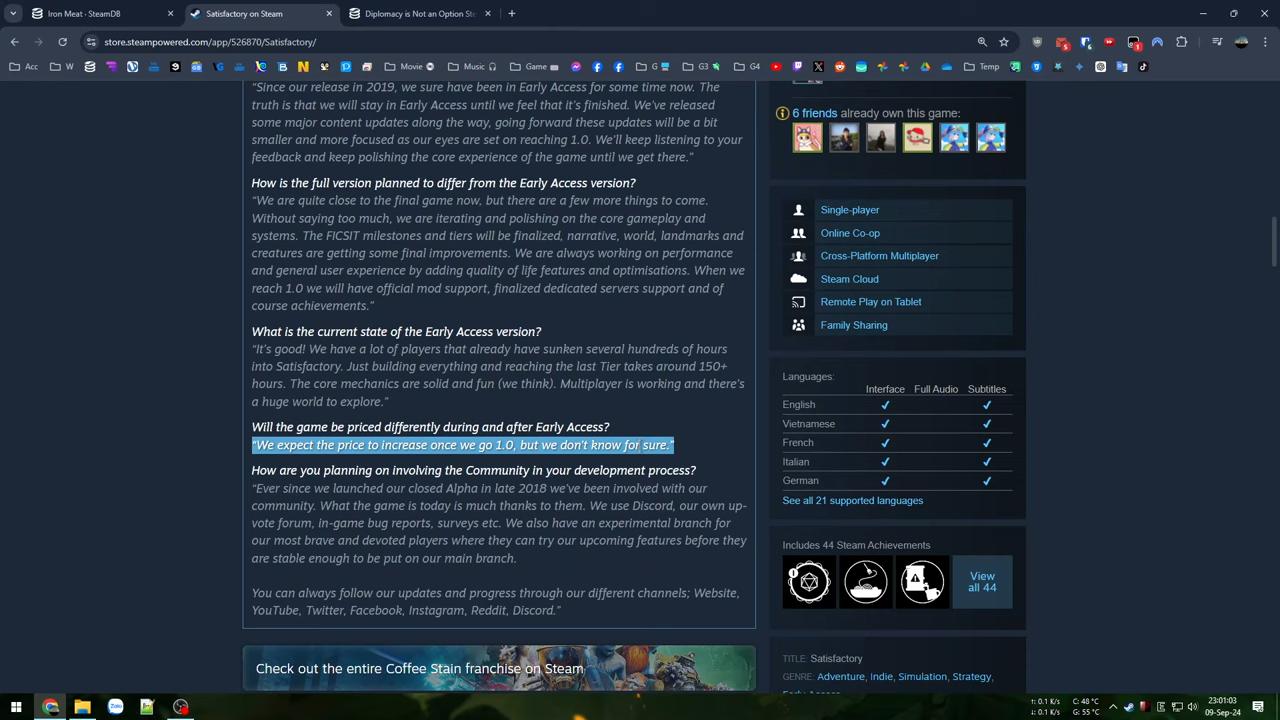 Iron Meat · SteamDB
Satisfactory on Steam
Diplomacy is Not an Option Ste
store.steampowered.com/app/526870/Satisfactory/
Acc
W
Movie
Music
Game
G
G3
G4
Temp
"Since our release in 2019, we sure have been in Early Access for some time now. The
truth is that we will stay in Early Access until we feel that it's finished. We've released
some major content updates along the way, going forward these updates will be a bit
smaller and more focused as our eyes are set on reaching 1.0. We'll keep listening to your
feedback and keep polishing the core experience of the game until we get there."
How is the full version planned to differ from the Early Access version?
"We are quite close to the final game now, but there are a few more things to come.
Without saying too much, we are iterating and polishing on the core gameplay and
systems. The FICSIT milestones and tiers will be finalized, narrative, world, landmarks and
creatures are getting some final improvements. We are always working on performance
and general user experience by adding quality of life features and optimisations. When we
reach 1.0 we will have official mod support, finalized dedicated servers support and of
course achievements."
What is the current state of the Early Access version?
"It's good! We have a lot of players that already have sunken several hundreds of hours
into Satisfactory. Just building everything and reaching the last Tier takes around 150+
hours. The core mechanics are solid and fun (we think). Multiplayer is working and there's
a huge world to explore."
Will the game be priced differently during and after Early Access?
"We expect the price to increase once we go 1.0, but we don't know for sure."
How are you planning on involving the Community in your development process?
"Ever since we launched our closed Alpha in late 2018 we've been involved with our
community. What the game is today is much thanks to them. We use Discord, our own up-
vote forum, in-game bug reports, surveys etc. We also have an experimental branch for
our most brave and devoted players where they can try our upcoming features before they
are stable enough to be put on our main branch.
You can always follow our updates and progress through our different channels; Website,
YouTube, Twitter, Facebook, Instagram, Reddit, Discord."
Check out the entire Coffee Stain franchise on Steam
6 friends already own this game:
Single-player
Online Co-op
Cross-Platform Multiplayer
Steam Cloud
Remote Play on Tablet
Family Sharing
Languages:
Interface Full Audio Subtitles
English
Vietnamese
French
Italian
German
See all 21 supported languages
Includes 44 Steam Achievements
View
all 44
TITLE: Satisfactory
GENRE: Adventure, Indie, Simulation, Strategy,
Early Access
↑: 0.1 K/s
↓: 0.1 K/s
C: 48 °C
G: 55 °C
23:01:03
09-Sep-24